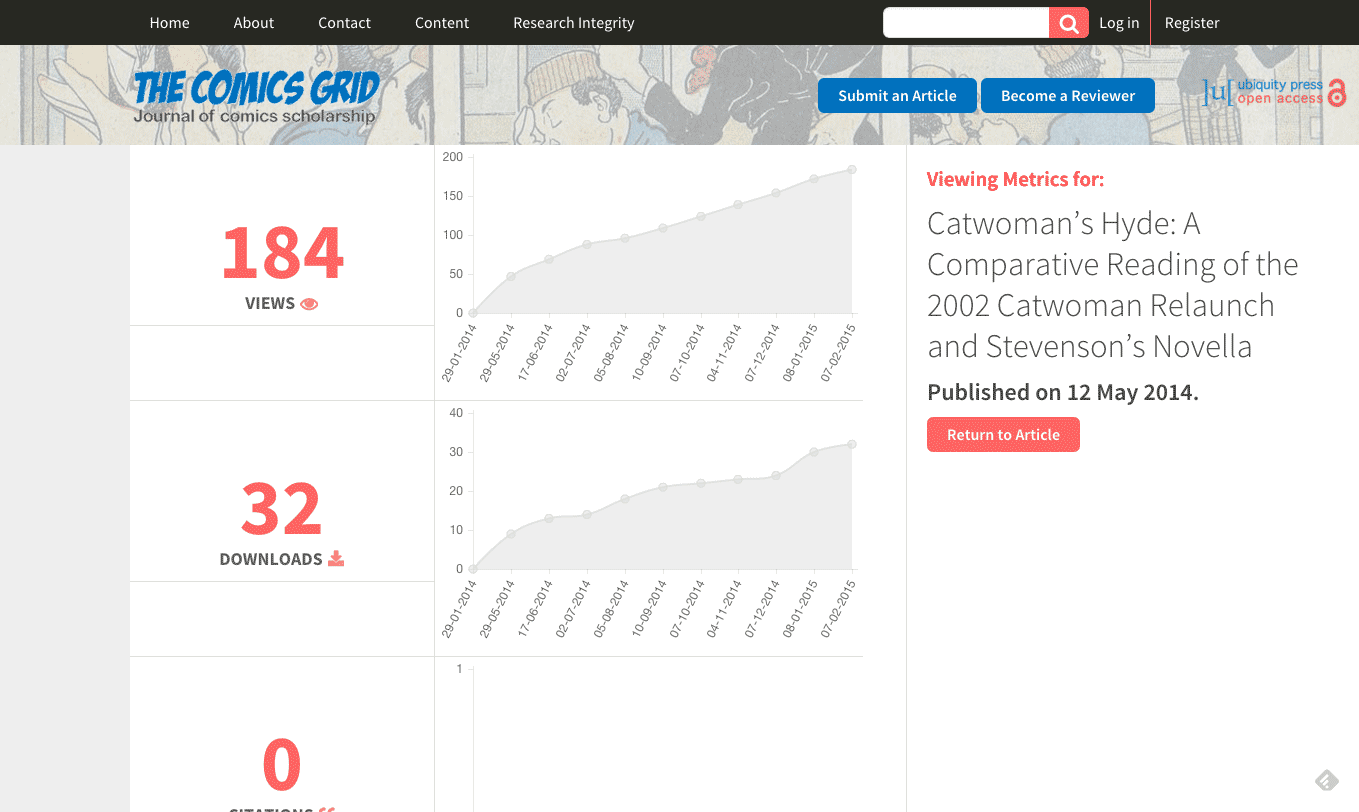 Home About Contact Content Research Integrity Log in Register
THE COMICS GRID
Journal of comics scholarship
Submit an Article Become a Reviewer
]u[ ubiquity press
open access
184
VIEWS
200
150
100
50
0
29-01-2014 29-05-2014 17-06-2014 02-07-2014 05-08-2014 10-09-2014 07-10-2014 04-11-2014 07-12-2014 08-01-2015 07-02-2015
32
DOWNLOADS
40
30
20
10
0
29-01-2014 29-05-2014 17-06-2014 02-07-2014 05-08-2014 10-09-2014 07-10-2014 04-11-2014 07-12-2014 08-01-2015 07-02-2015
0
CITATIONS
1
Viewing Metrics for:
Catwoman’s Hyde: A
Comparative Reading of the
2002 Catwoman Relaunch
and Stevenson’s Novella
Published on 12 May 2014.
Return to Article